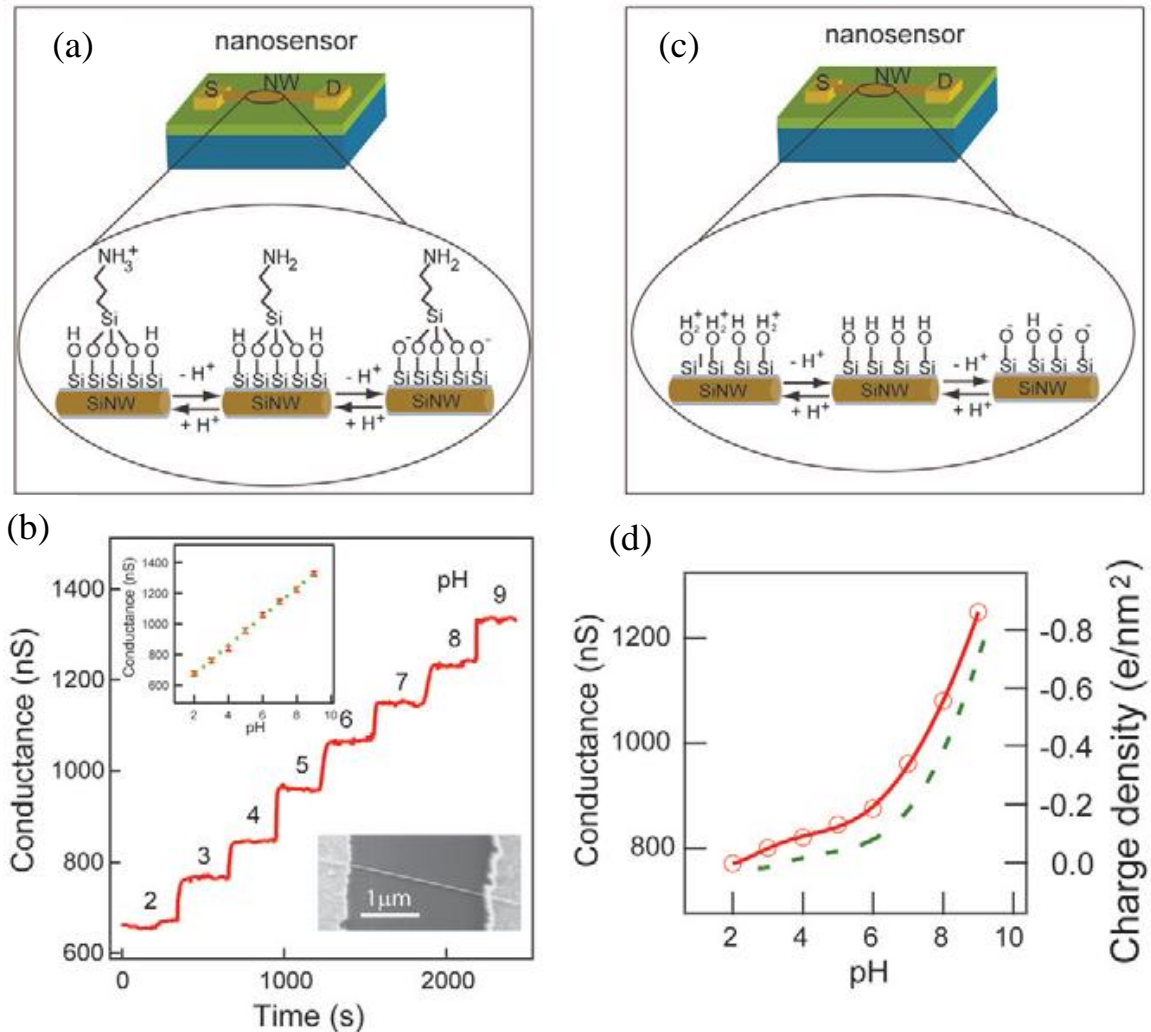 (a)
nanosensor
S NW D
NH₃⁺ NH₂ NH₂
Si Si Si
H H H H
O O O O O O O O O O O⁻ O O O O⁻
Si Si Si Si Si - H⁺ Si Si Si Si Si - H⁺ Si Si Si Si Si
SiNW + H⁺ SiNW + H⁺ SiNW
(c)
nanosensor
S NW D
H₂⁺ H₂⁺ H H₂⁺ H H H H H
O O O O O O O O O⁻ O O⁻ O⁻
Si Si Si Si - H⁺ Si Si Si Si - H⁺ Si Si Si Si
SiNW + H⁺ SiNW + H⁺ SiNW
(b)
Conductance (nS)
1400
1200
1000
800
600
0 1000 2000
Time (s)
pH
2
3
4
5
6
7
8
9
Conductance (nS)
1400
1200
1000
800
600
2 4 6 8 10
pH
1μm
(d)
Conductance (nS)
1200
1000
800
2 4 6 8 10
pH
-0.8
-0.6
-0.4
-0.2
0.0
Charge density (e/nm²)